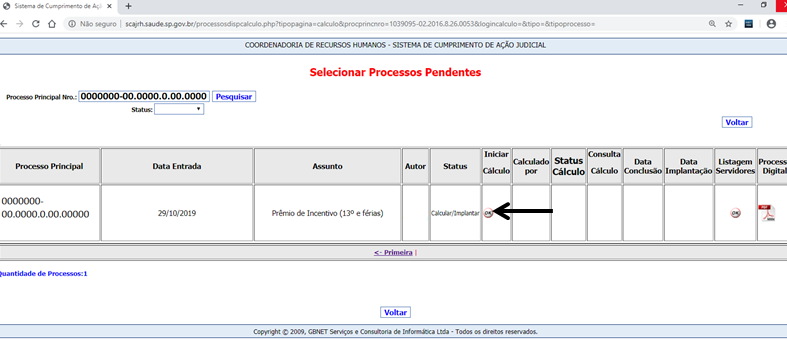 Sistema de Cumprimento de Açã
scajrh.saude.sp.gov.br/processosdispcalculo.php?tipopagina=calculo&procprincnro=1039095-02.2016.8.26.0053&logincalculo=&tipo=&tipoprocesso=
COORDENADORIA DE RECURSOS HUMANOS - SISTEMA DE CUMPRIMENTO DE AÇÃO JUDICIAL
Selecionar Processos Pendentes
Processo Principal Nro.: 0000000-00.0000.0.00.0000 Pesquisar
Status:
Voltar
Processo Principal Data Entrada Assunto Autor Status Iniciar Cálculo Calculado por Status Cálculo Consulta Cálculo Data Conclusão Data Implantação Listagem Servidores Process Digital
0000000-
00.0000.0.00.00000 29/10/2019 Prêmio de Incentivo (13º e férias) Calcular/Implantar OK OK PDF
<- Primeira |
Quantidade de Processos:1
Voltar
Copyright © 2009, GBNET Serviços e Consultoria de Informática Ltda - Todos os direitos reservados.